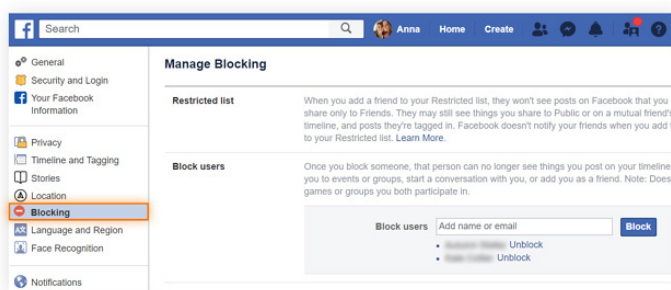 f
Search
Anna
Home
Create
General
Security and Login
Your Facebook
Information
Privacy
Timeline and Tagging
Stories
Location
Blocking
Language and Region
Face Recognition
Notifications
Manage Blocking
Restricted list
When you add a friend to your Restricted list, they won't see posts on Facebook that you
share only to Friends. They may still see things you share to Public or on a mutual friend's
timeline, and posts they're tagged in. Facebook doesn't notify your friends when you add
to your Restricted list. Learn More.
Block users
Once you block someone, that person can no longer see things you post on your timeline
you to events or groups, start a conversation with you, or add you as a friend. Note: Does
games or groups you both participate in.
Block users
Add name or email
Block
Unblock
Unblock